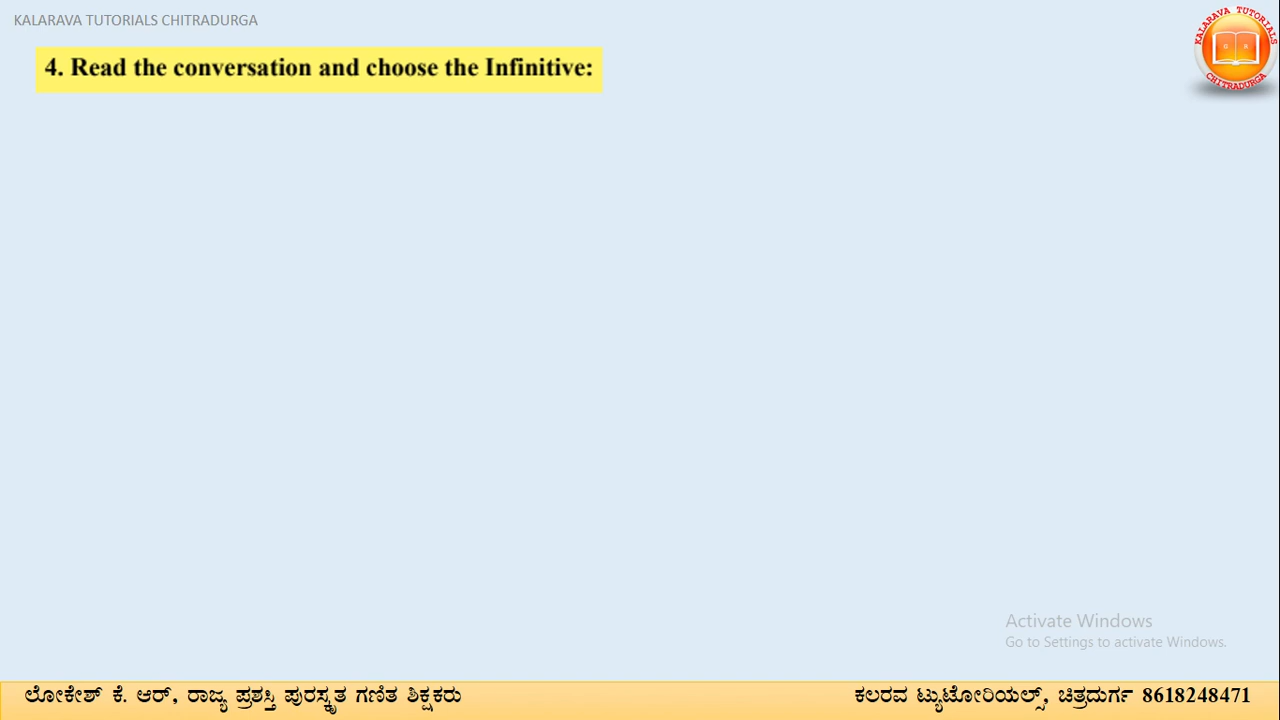 KALARAVA TUTORIALS CHITRADURGA
KALARAVA TUTORIALS
CHITRADURGA
4. Read the conversation and choose the Infinitive:
Activate Windows
Go to Settings to activate Windows.
ಲೋಕೇಶ್ ಕೆ. ಆರ್, ರಾಜ್ಯ ಪ್ರಶಸ್ತಿ ಪುರಸ್ಕೃತ ಗಣಿತ ಶಿಕ್ಷಕರು
ಕಲರವ ಟ್ಯುಟೋರಿಯಲ್ಸ್, ಚಿತ್ರದುರ್ಗ 8618248471